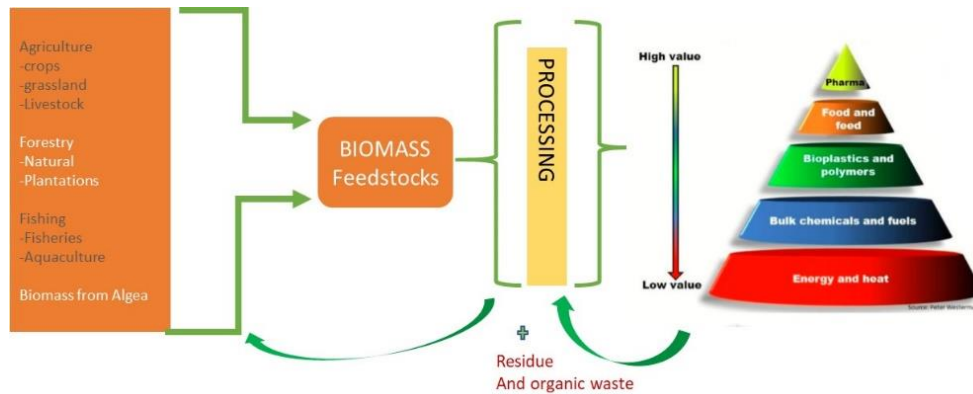 Agriculture
-crops
-grassland
-Livestock
Forestry
-Natural
-Plantations
Fishing
-Fisheries
-Aquaculture
Biomass from Algea
BIOMASS
Feedstocks
PROCESSING
+
Residue
And organic waste
High value
Low value
Pharma
Food and
feed
Bioplastics and
polymers
Bulk chemicals and fuels
Energy and heat
Source: Peter